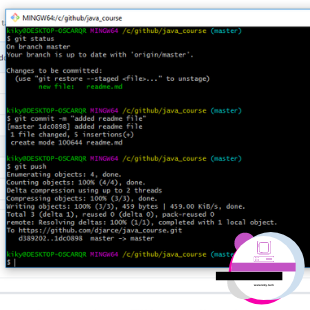 MINGW64:/c/github/java_course
kiky@DESKTOP-OSCARQR MINGW64 /c/github/java_course (master)
$ git status
On branch master
Your branch is up to date with 'origin/master'.
Changes to be committed:
(use "git restore --staged <file>..." to unstage)
new file: readme.md
kiky@DESKTOP-OSCARQR MINGW64 /c/github/java_course (master)
$ git commit -m "added readme file"
[master 1dc0898] added readme file
1 file changed, 5 insertions(+)
create mode 100644 readme.md
kiky@DESKTOP-OSCARQR MINGW64 /c/github/java_course (master)
$ git push
Enumerating objects: 4, done.
Counting objects: 100% (4/4), done.
Delta compression using up to 2 threads
Compressing objects: 100% (3/3), done.
Writing objects: 100% (3/3), 459 bytes | 459.00 KiB/s, done.
Total 3 (delta 1), reused 0 (delta 0), pack-reused 0
remote: Resolving deltas: 100% (1/1), completed with 1 local object.
To https://github.com/djarce/java_course.git
d389202..1dc0898 master -> master
kiky@DESKTOP-OSCARQR MINGW64 /c/github/java_course (master)
$